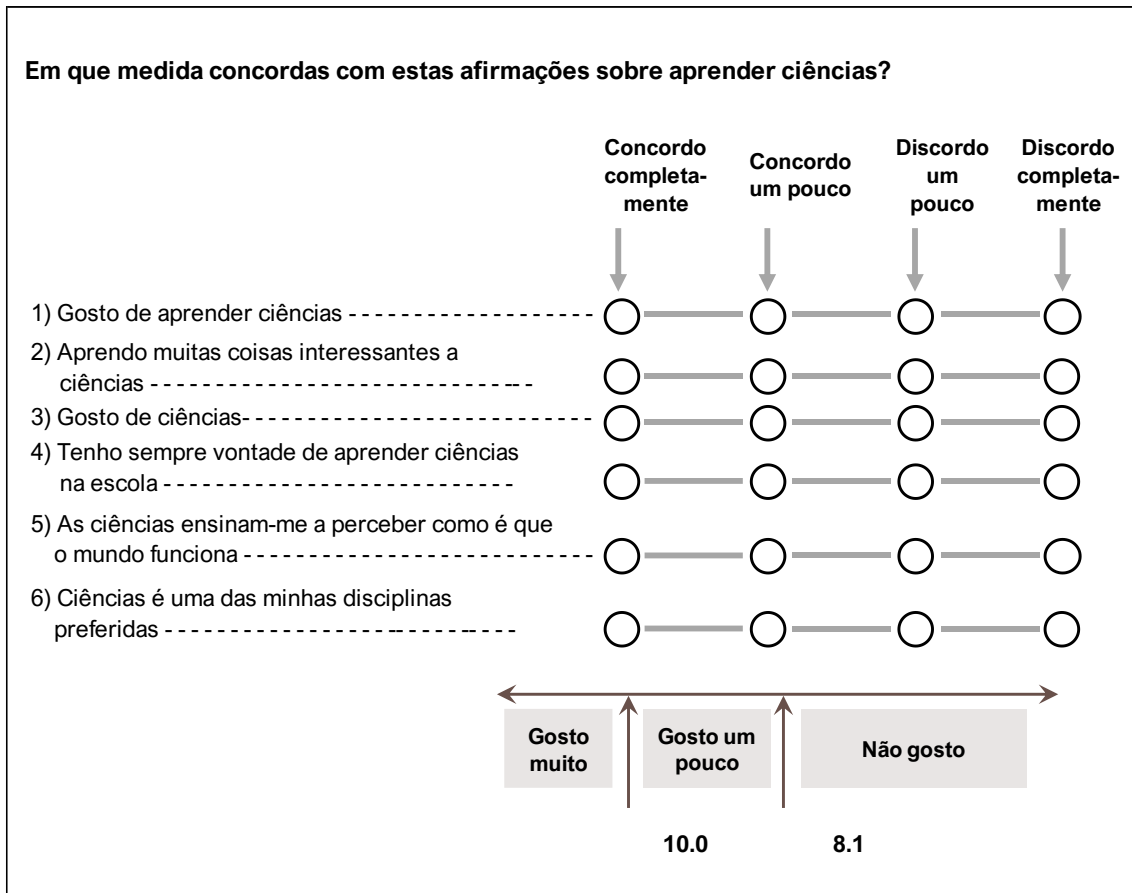 Em que medida concordas com estas afirmações sobre aprender ciências?
Concordo completa-mente
Concordo um pouco
Discordo um pouco
Discordo completa-mente
1) Gosto de aprender ciências - - - - - - - - - - - - - - - - - - -
2) Aprendo muitas coisas interessantes a
ciências - - - - - - - - - - - - - - - - - - - - - - - - - - - - -- -
3) Gosto de ciências- - - - - - - - - - - - - - - - - - - - - - - - - - -
4) Tenho sempre vontade de aprender ciências
na escola - - - - - - - - - - - - - - - - - - - - - - - - - - -
5) As ciências ensinam-me a perceber como é que
o mundo funciona - - - - - - - - - - - - - - - - - - - - - - - - - - -
6) Ciências é uma das minhas disciplinas
preferidas - - - - - - - - - - - - - - - - - - -- - - - - -- - - -
Gosto muito
Gosto um pouco
Não gosto
10.0
8.1